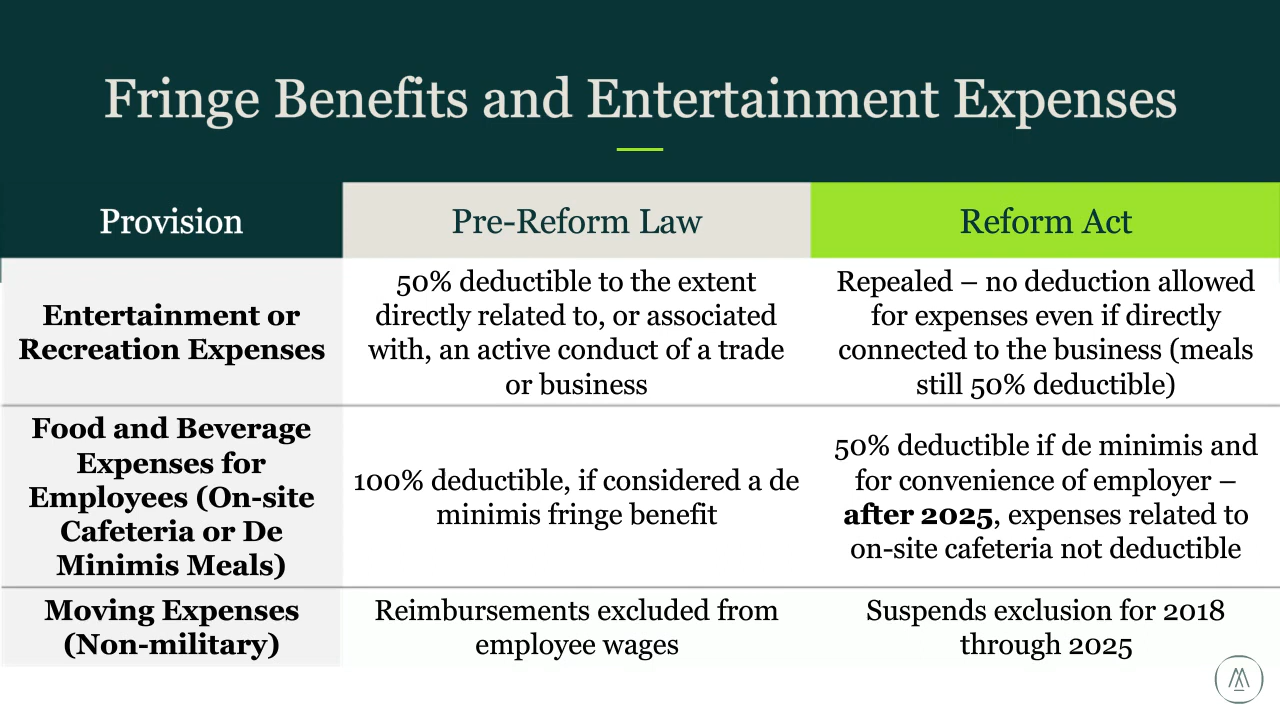 Fringe Benefits and Entertainment Expenses
Provision
Pre-Reform Law
Reform Act
Entertainment or
Recreation Expenses
50% deductible to the extent
directly related to, or associated
with, an active conduct of a trade
or business
Repealed – no deduction allowed
for expenses even if directly
connected to the business (meals
still 50% deductible)
Food and Beverage
Expenses for
Employees (On-site
Cafeteria or De
Minimis Meals)
100% deductible, if considered a de
minimis fringe benefit
50% deductible if de minimis and
for convenience of employer –
after 2025, expenses related to
on-site cafeteria not deductible
Moving Expenses
(Non-military)
Reimbursements excluded from
employee wages
Suspends exclusion for 2018
through 2025